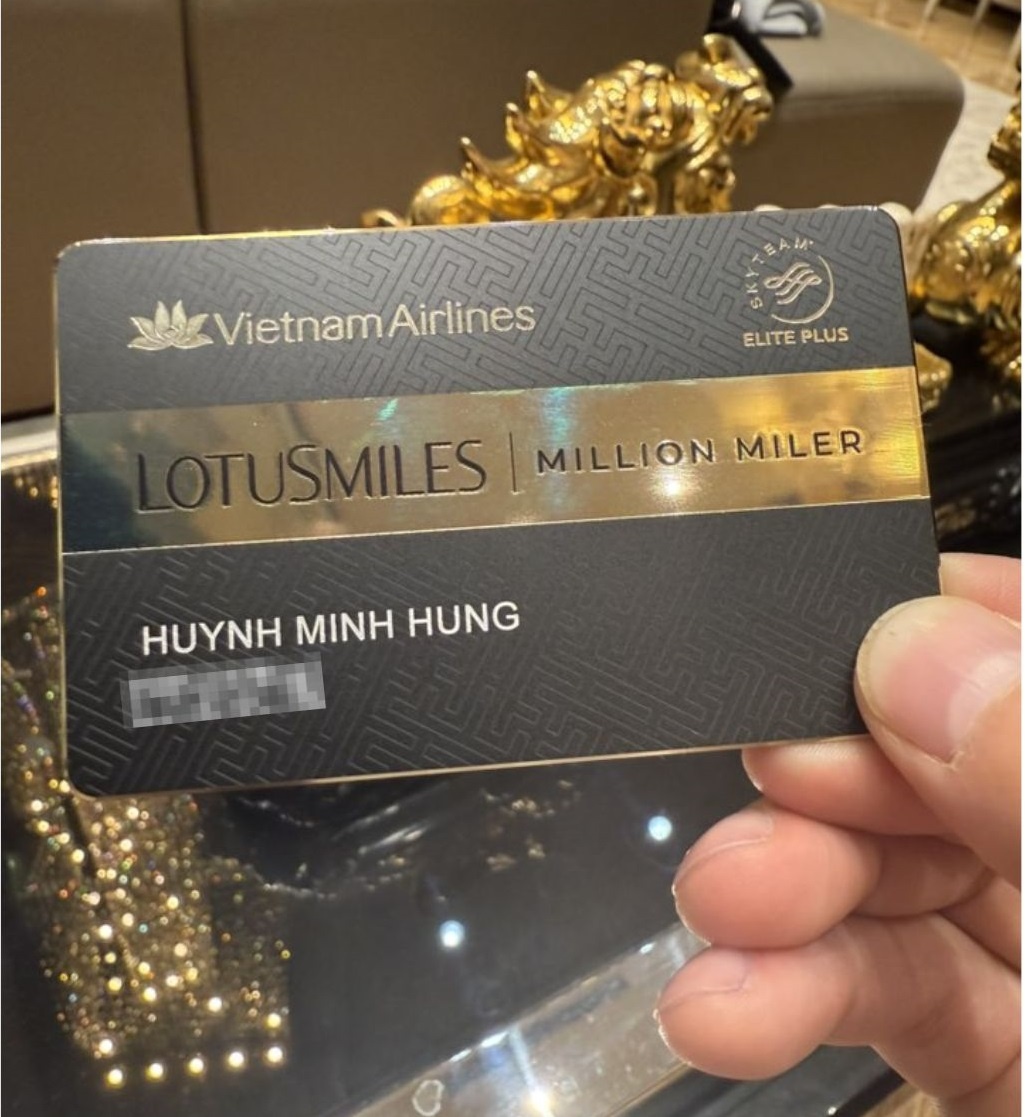 Vietnam Airlines
SKYTEAM
ELITE PLUS
LOTUSMILES | MILLION MILER
HUYNH MINH HUNG